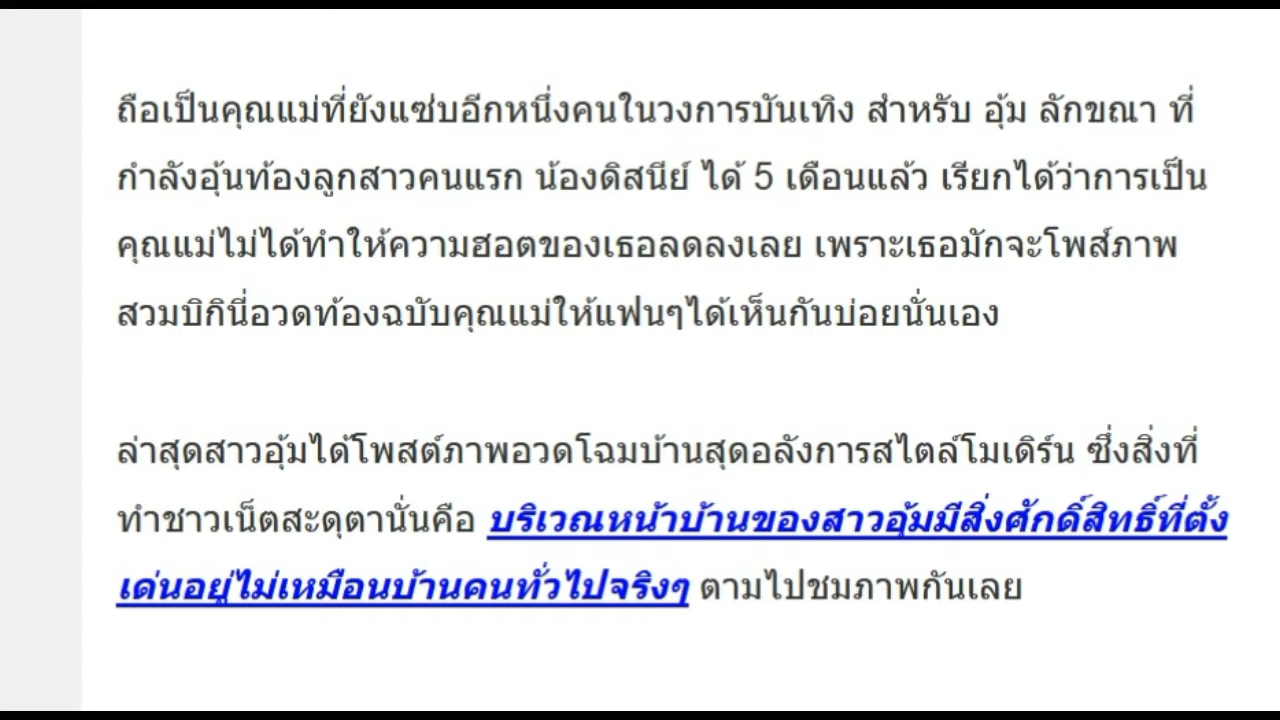 ถือเป็นคุณแม่ที่ยังแซ่บอีกหนึ่งคนในวงการบันเทิง สำหรับ อุ้ม ลักขณา ที่
กำลังอุ้นท้องลูกสาวคนแรก น้องดิสนีย์ ได้ 5 เดือนแล้ว เรียกได้ว่าการเป็น
คุณแม่ไม่ได้ทำให้ความฮอตของเธอลดลงเลย เพราะเธอมักจะโพส์ภาพ
สวมบิกินี่อวดท้องฉบับคุณแม่ให้แฟนๆได้เห็นกันบ่อยนั่นเอง
ล่าสุดสาวอุ้มได้โพสต์ภาพอวดโฉมบ้านสุดอลังการสไตล์โมเดิร์น ซึ่งสิ่งที่
ทำชาวเน็ตสะดุตานั่นคือ บริเวณหน้าบ้านของสาวอุ้มมีสิ่งศักดิ์สิทธิ์ที่ตั้ง
เด่นอยู่ไม่เหมือนบ้านคนทั่วไปจริงๆ ตามไปชมภาพกันเลย